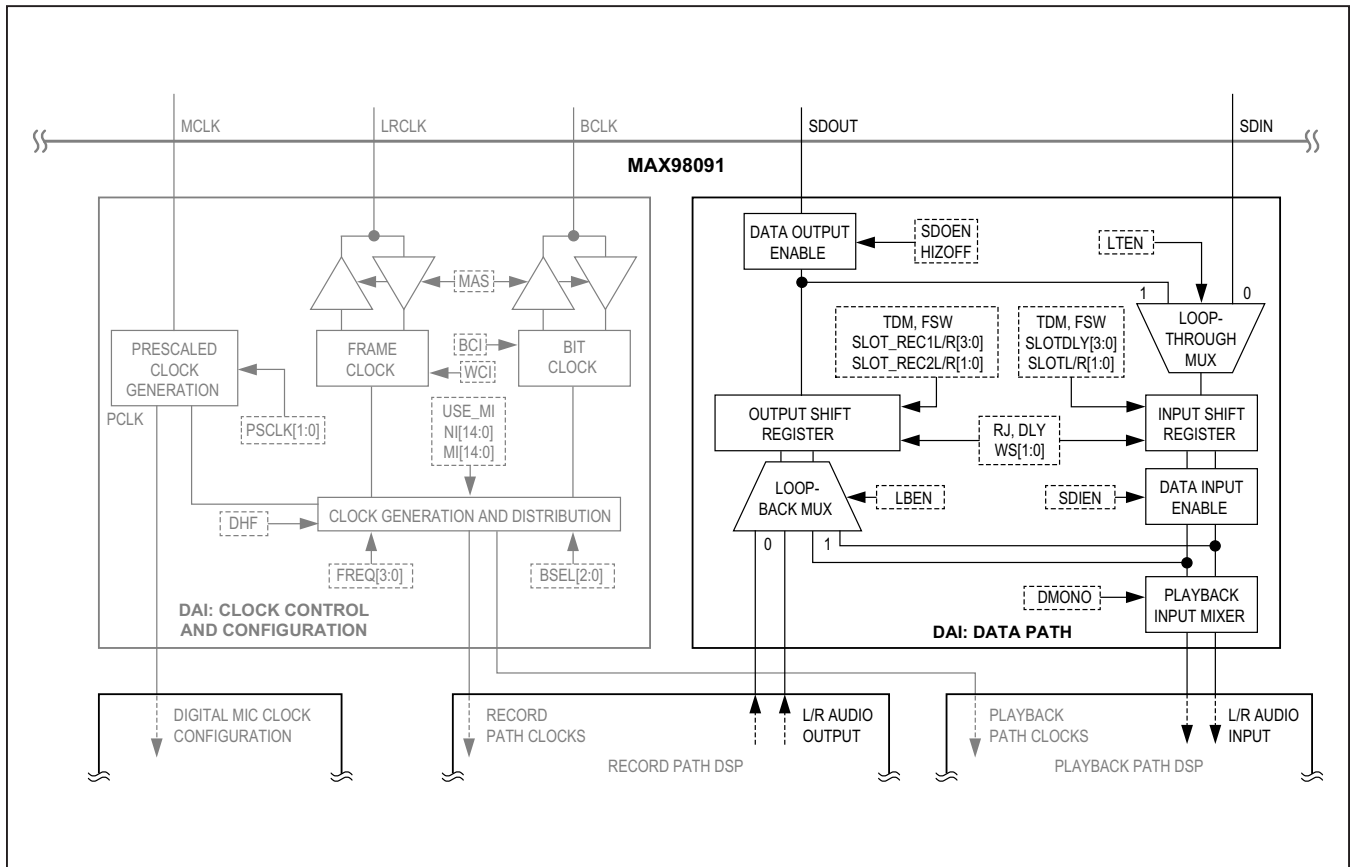 MCLK
LRCLK
BCLK
SDOUT
SDIN
MAX98091
DATA OUTPUT
ENABLE
SDOEN
HIZOFF
LTEN
1
0
LOOP-
THROUGH
MUX
MAS
PRESCALED
CLOCK
GENERATION
FRAME
CLOCK
BCI
WCI
BIT
CLOCK
TDM, FSW
SLOT_REC1L/R[3:0]
SLOT_REC2L/R[1:0]
TDM, FSW
SLOTDLY[3:0]
SLOTL/R[1:0]
PCLK
PSCLK[1:0]
USE_MI
NI[14:0]
MI[14:0]
OUTPUT SHIFT
REGISTER
RJ, DLY
WS[1:0]
INPUT SHIFT
REGISTER
LOOP-
BACK MUX
LBEN
SDIEN
DATA INPUT
ENABLE
DHF
CLOCK GENERATION AND DISTRIBUTION
0
1
FREQ[3:0]
BSEL[2:0]
DMONO
PLAYBACK
INPUT MIXER
DAI: CLOCK CONTROL
AND CONFIGURATION
DAI: DATA PATH
DIGITAL MIC CLOCK
CONFIGURATION
RECORD
PATH CLOCKS
L/R AUDIO
OUTPUT
RECORD PATH DSP
PLAYBACK
PATH CLOCKS
L/R AUDIO
INPUT
PLAYBACK PATH DSP